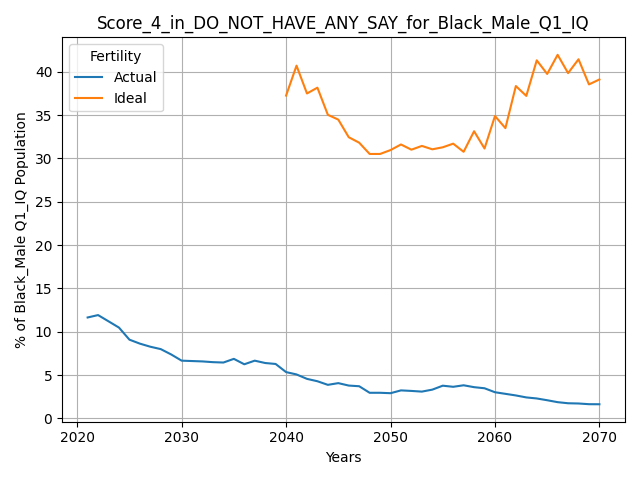 Score_4_in_DO_NOT_HAVE_ANY_SAY_for_Black_Male_Q1_IQ
Fertility
Actual
Ideal
% of Black_Male Q1_IQ Population
40
35
30
25
20
15
10
5
0
2020 2030 2040 2050 2060 2070
Years